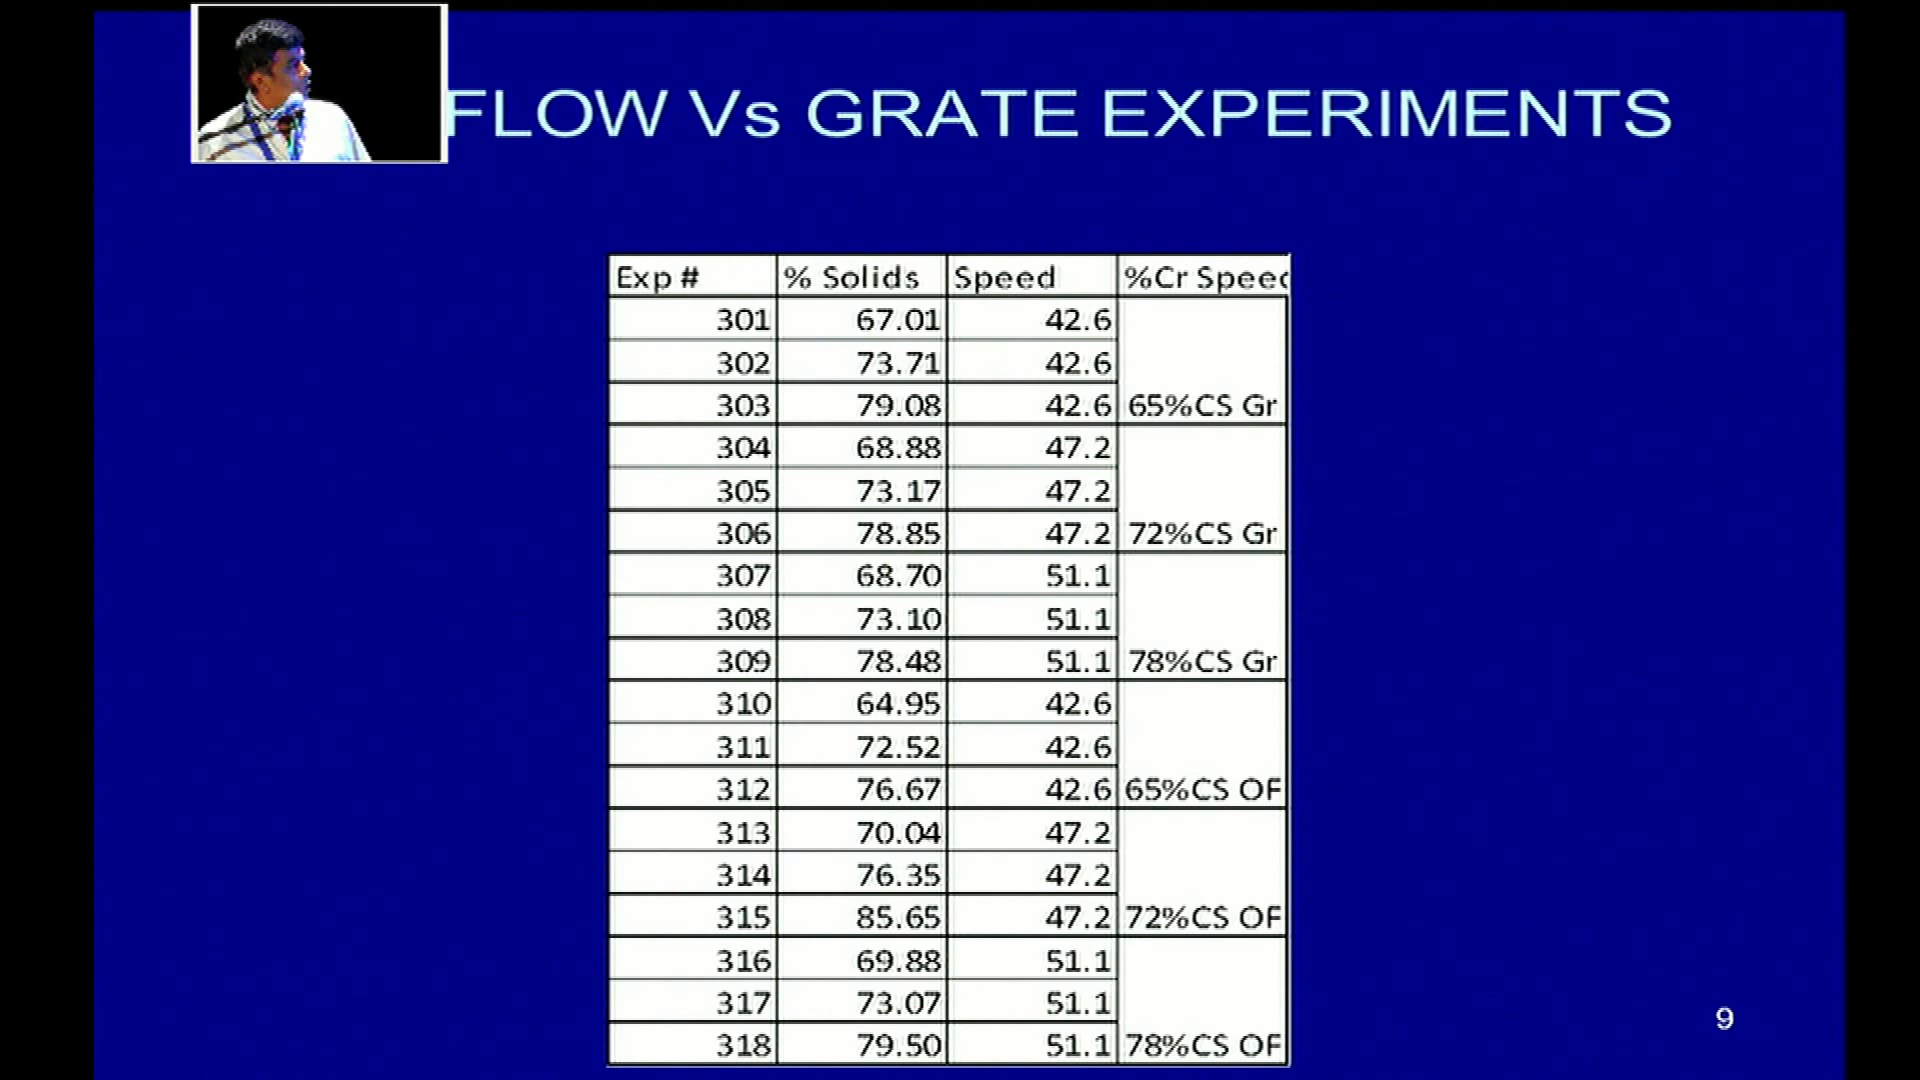 FLOW Vs GRATE EXPERIMENTS
Exp # % Solids Speed %Cr Speed
301 67.01 42.6
302 73.71 42.6
303 79.08 42.6 65%CS Gr
304 68.88 47.2
305 73.17 47.2
306 78.85 47.2 72%CS Gr
307 68.70 51.1
308 73.10 51.1
309 78.48 51.1 78%CS Gr
310 64.95 42.6
311 72.52 42.6
312 76.67 42.6 65%CS OF
313 70.04 47.2
314 76.35 47.2
315 85.65 47.2 72%CS OF
316 69.88 51.1
317 73.07 51.1
318 79.50 51.1 78%CS OF
9